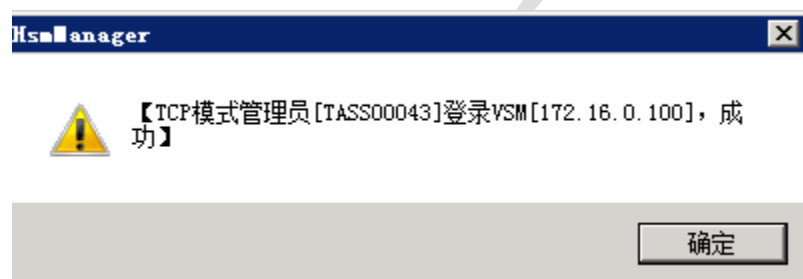 HsmManager
【TCP模式管理员[TASS00043]登录VSM[172.16.0.100]，成
功】
确定